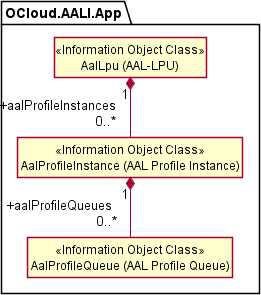 OCloud.AALI.App
«Information Object Class»
AalLpu (AAL-LPU)
1
+aalProfileInstances
0..*
«Information Object Class»
AalProfileInstance (AAL Profile Instance)
1
+aalProfileQueues
0..*
«Information Object Class»
AalProfileQueue (AAL Profile Queue)